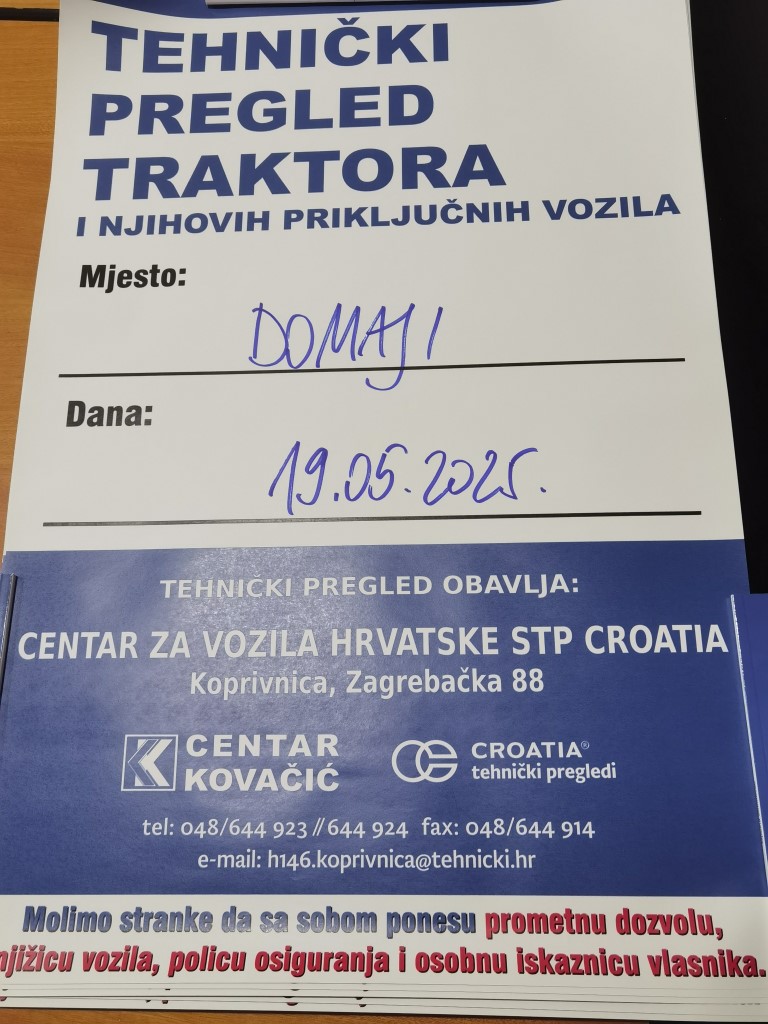 TEHNIČKI
PREGLED
TRAKTORA
I NJIHOVIH PRIKLJUČNIH VOZILA
Mjesto:
DOMAJI
Dana:
19.05.2025.
TEHNIČKI PREGLED OBAVLJA:
CENTAR ZA VOZILA HRVATSKE STP CROATIA
Koprivnica, Zagrebačka 88
CENTAR
KOVAČIĆ
CROATIA®
tehnički pregledi
tel: 048/644 923 // 644 924 fax: 048/644 914
e-mail: h146.koprivnica@tehnicki.hr
Molimo stranke da sa sobom ponesu prometnu dozvolu,
njižicu vozila, policu osiguranja i osobnu iskaznicu vlasnika.